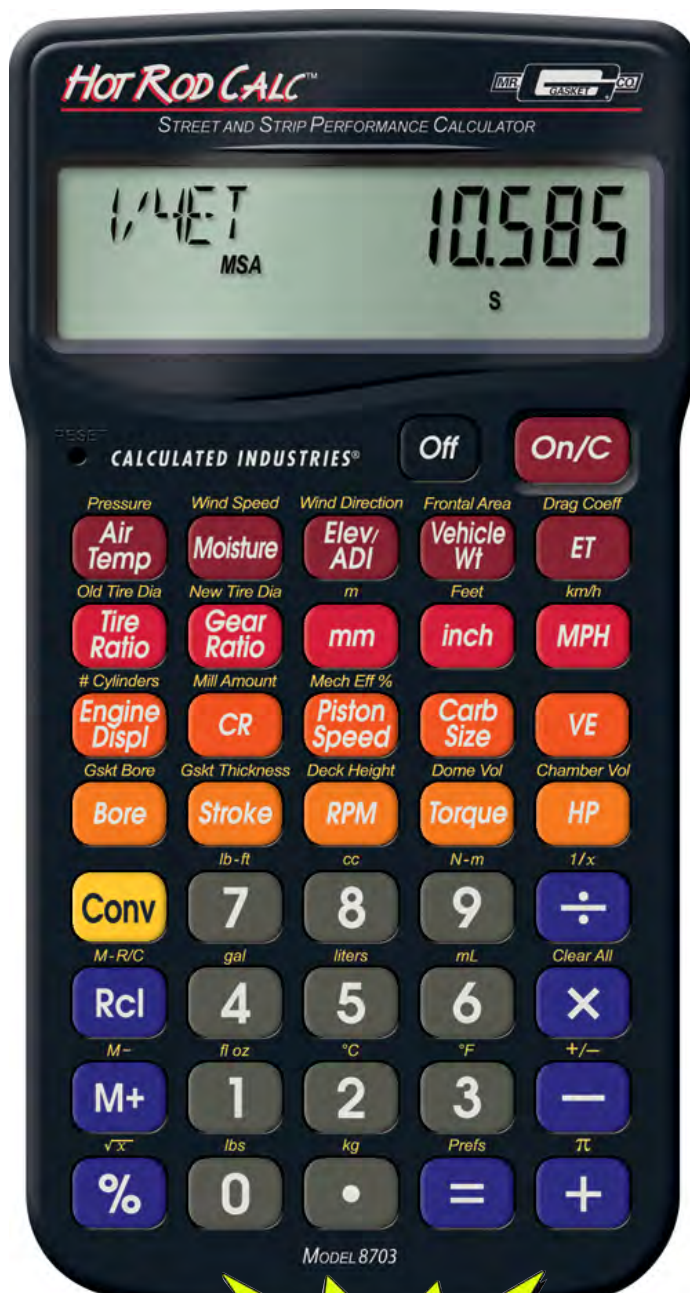 HOT ROD CALC™ MR GASKET CO
STREET AND STRIP PERFORMANCE CALCULATOR
1/4ET 10.585
MSA S
RESET
CALCULATED INDUSTRIES® Off On/C
Pressure Wind Speed Wind Direction Frontal Area Drag Coeff
Air Temp Moisture Elev/ADI Vehicle Wt ET
Old Tire Dia New Tire Dia m Feet km/h
Tire Ratio Gear Ratio mm inch MPH
# Cylinders Mill Amount Mech Eff %
Engine Displ CR Piston Speed Carb Size VE
Gskt Bore Gskt Thickness Deck Height Dome Vol Chamber Vol
Bore Stroke RPM Torque HP
lb-ft cc N-m 1/x
Conv 7 8 9 ÷
M-R/C gal liters mL Clear All
Rcl 4 5 6 ×
M- fl oz °C °F +/–
M+ 1 2 3 –
√x lbs kg Prefs π
% 0 • = +
MODEL 8703